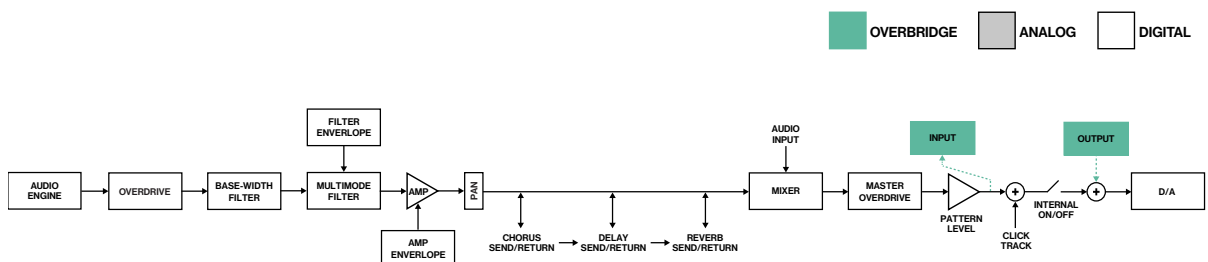 OVERBRIDGE
ANALOG
DIGITAL
FILTER
ENVERLOPE
AUDIO
INPUT
INPUT
OUTPUT
AUDIO
ENGINE
OVERDRIVE
BASE-WIDTH
FILTER
MULTIMODE
FILTER
AMP
PAN
MIXER
MASTER
OVERDRIVE
PATTERN
LEVEL
INTERNAL
ON/OFF
D/A
CLICK
TRACK
AMP
ENVERLOPE
CHORUS
SEND/RETURN
DELAY
SEND/RETURN
REVERB
SEND/RETURN